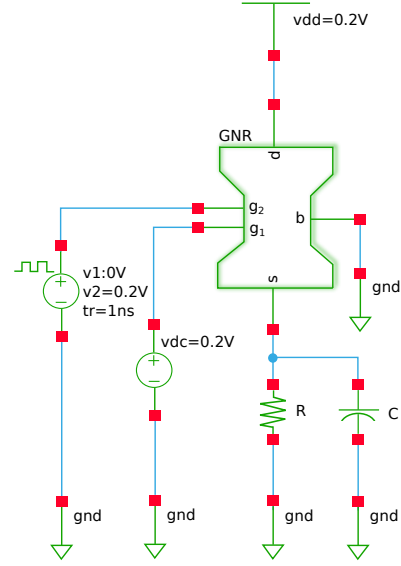 vdd=0.2V
GNR
d
g₂
g₁
b
s
v1:0V
v2=0.2V
tr=1ns
gnd
vdc=0.2V
R
C
gnd
gnd
gnd
gnd